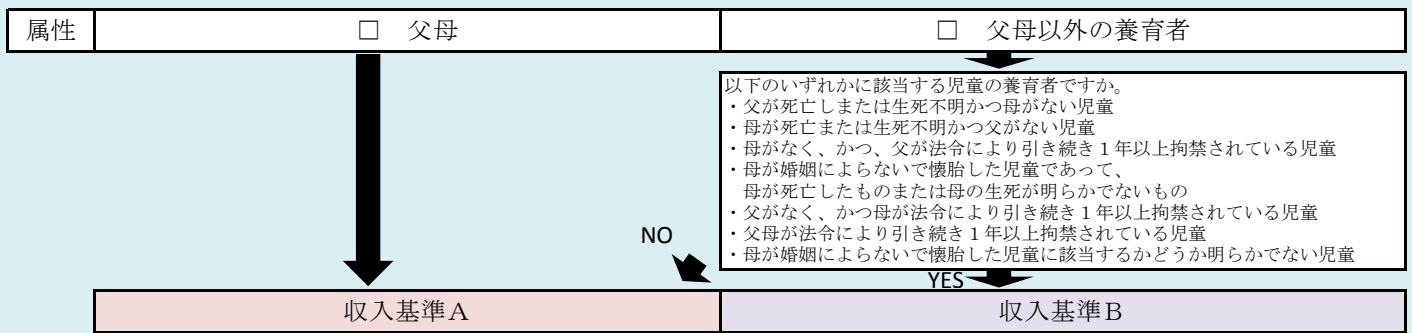 属性
□　父母
□　父母以外の養育者
以下のいずれかに該当する児童の養育者ですか。
・父が死亡しまたは生死不明かつ母がない児童
・母が死亡または生死不明かつ父がない児童
・母がなく、かつ、父が法令により引き続き１年以上拘禁されている児童
・母が婚姻によらないで懐胎した児童であって、
　母が死亡したものまたは母の生死が明らかでないもの
・父がなく、かつ母が法令により引き続き１年以上拘禁されている児童
・父母が法令により引き続き１年以上拘禁されている児童
・母が婚姻によらないで懐胎した児童に該当するかどうか明らかでない児童
NO
YES
収入基準Ａ
収入基準Ｂ